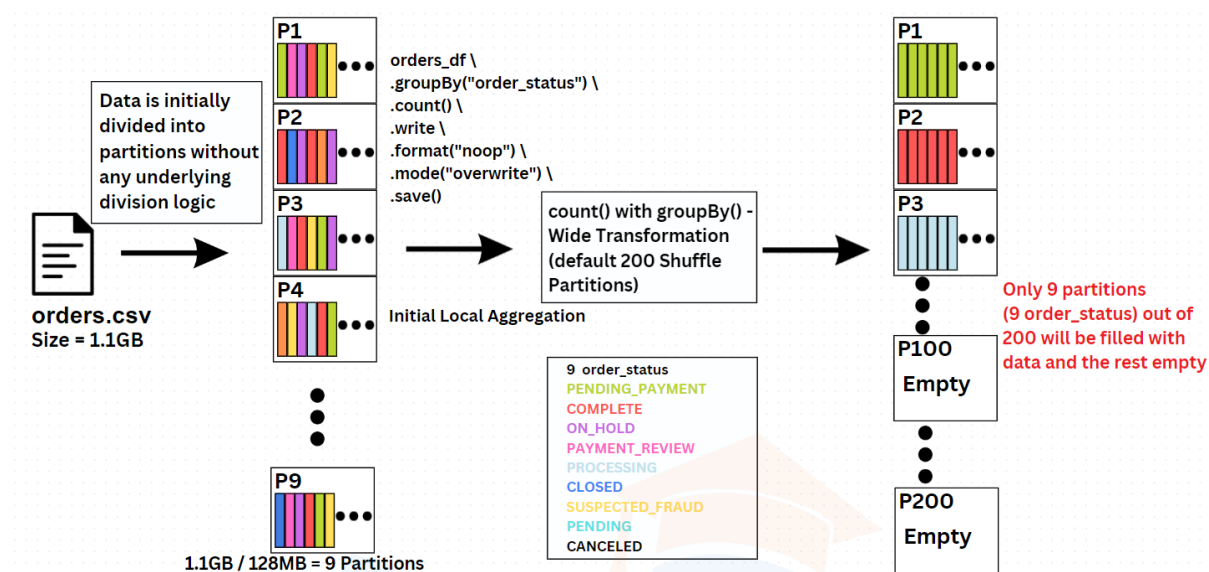 Data is initially
divided into
partitions without
any underlying
division logic
orders.csv
Size = 1.1GB
P1
P2
P3
P4
P9
1.1GB / 128MB = 9 Partitions
orders_df \
.groupBy("order_status") \
.count() \
.write \
.format("noop") \
.mode("overwrite") \
.save()
Initial Local Aggregation
count() with groupBy() -
Wide Transformation
(default 200 Shuffle
Partitions)
9 order_status
PENDING_PAYMENT
COMPLETE
ON_HOLD
PAYMENT_REVIEW
PROCESSING
CLOSED
SUSPECTED_FRAUD
PENDING
CANCELED
P1
P2
P3
P100
Empty
P200
Empty
Only 9 partitions
(9 order_status) out of
200 will be filled with
data and the rest empty